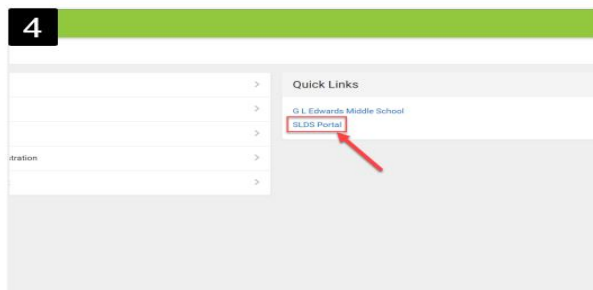 4
Quick Links
G L Edwards Middle School
SLDS Portal
stration